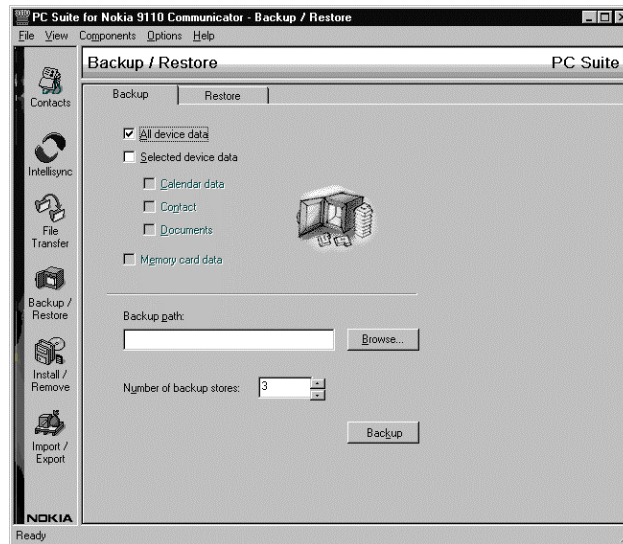 PC Suite for Nokia 9110 Communicator - Backup / Restore
File View Components Options Help
Backup / Restore
PC Suite
Contacts
Intellisync
File
Transfer
Backup /
Restore
Install /
Remove
Import /
Export
NOKIA
Backup
Restore
All device data
Selected device data
Calendar data
Contact
Documents
Memory card data
Backup path:
Browse...
Number of backup stores:
3
Backup
Ready